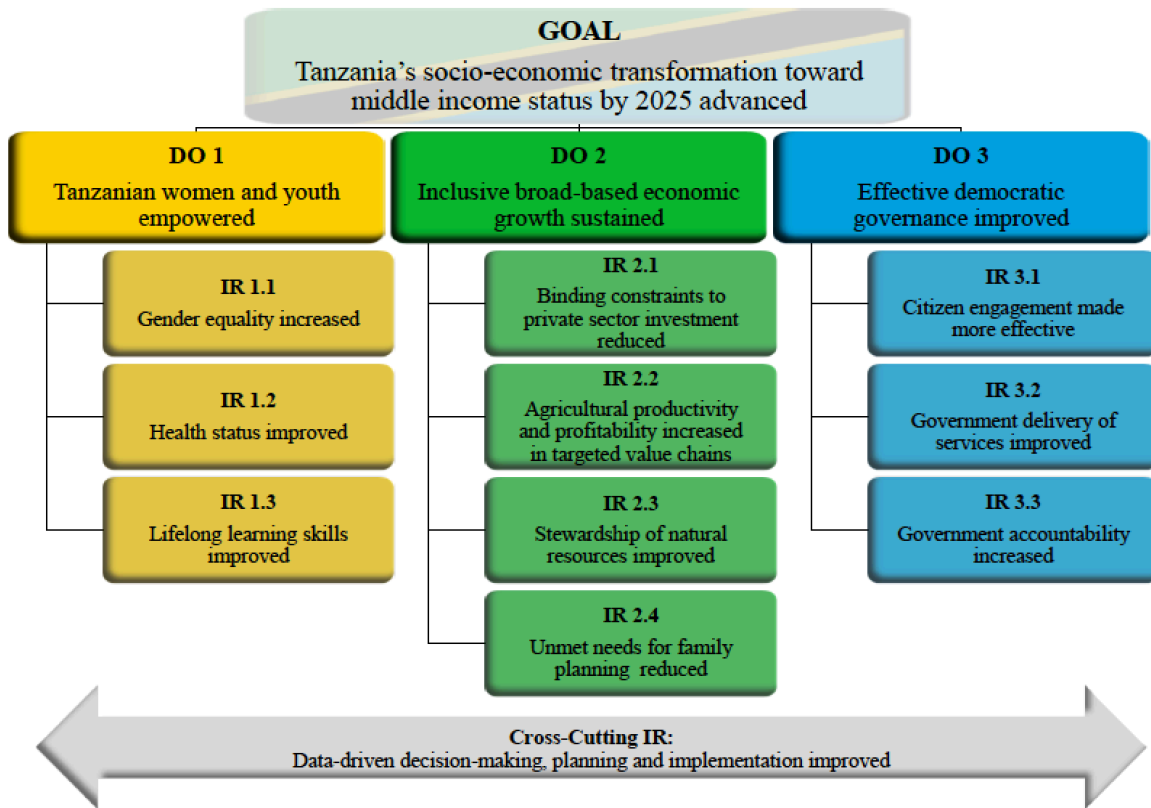 GOAL
Tanzania's socio-economic transformation toward
middle income status by 2025 advanced
DO 1
Tanzanian women and youth
empowered
IR 1.1
Gender equality increased
IR 1.2
Health status improved
IR 1.3
Lifelong learning skills
improved
DO 2
Inclusive broad-based economic
growth sustained
IR 2.1
Binding constraints to
private sector investment
reduced
IR 2.2
Agricultural productivity
and profitability increased
in targeted value chains
IR 2.3
Stewardship of natural
resources improved
IR 2.4
Unmet needs for family
planning reduced
DO 3
Effective democratic
governance improved
IR 3.1
Citizen engagement made
more effective
IR 3.2
Government delivery of
services improved
IR 3.3
Government accountability
increased
Cross-Cutting IR:
Data-driven decision-making, planning and implementation improved